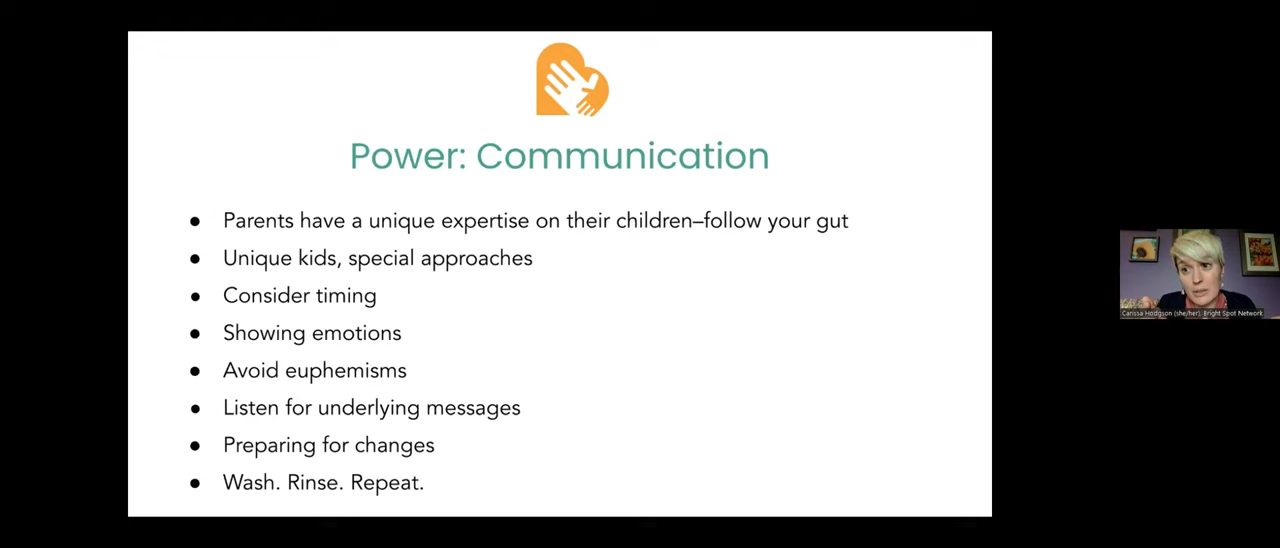 Power: Communication
● Parents have a unique expertise on their children–follow your gut
● Unique kids, special approaches
● Consider timing
● Showing emotions
● Avoid euphemisms
● Listen for underlying messages
● Preparing for changes
● Wash. Rinse. Repeat.
Carissa Hodgson (she/her), Bright Spot Network